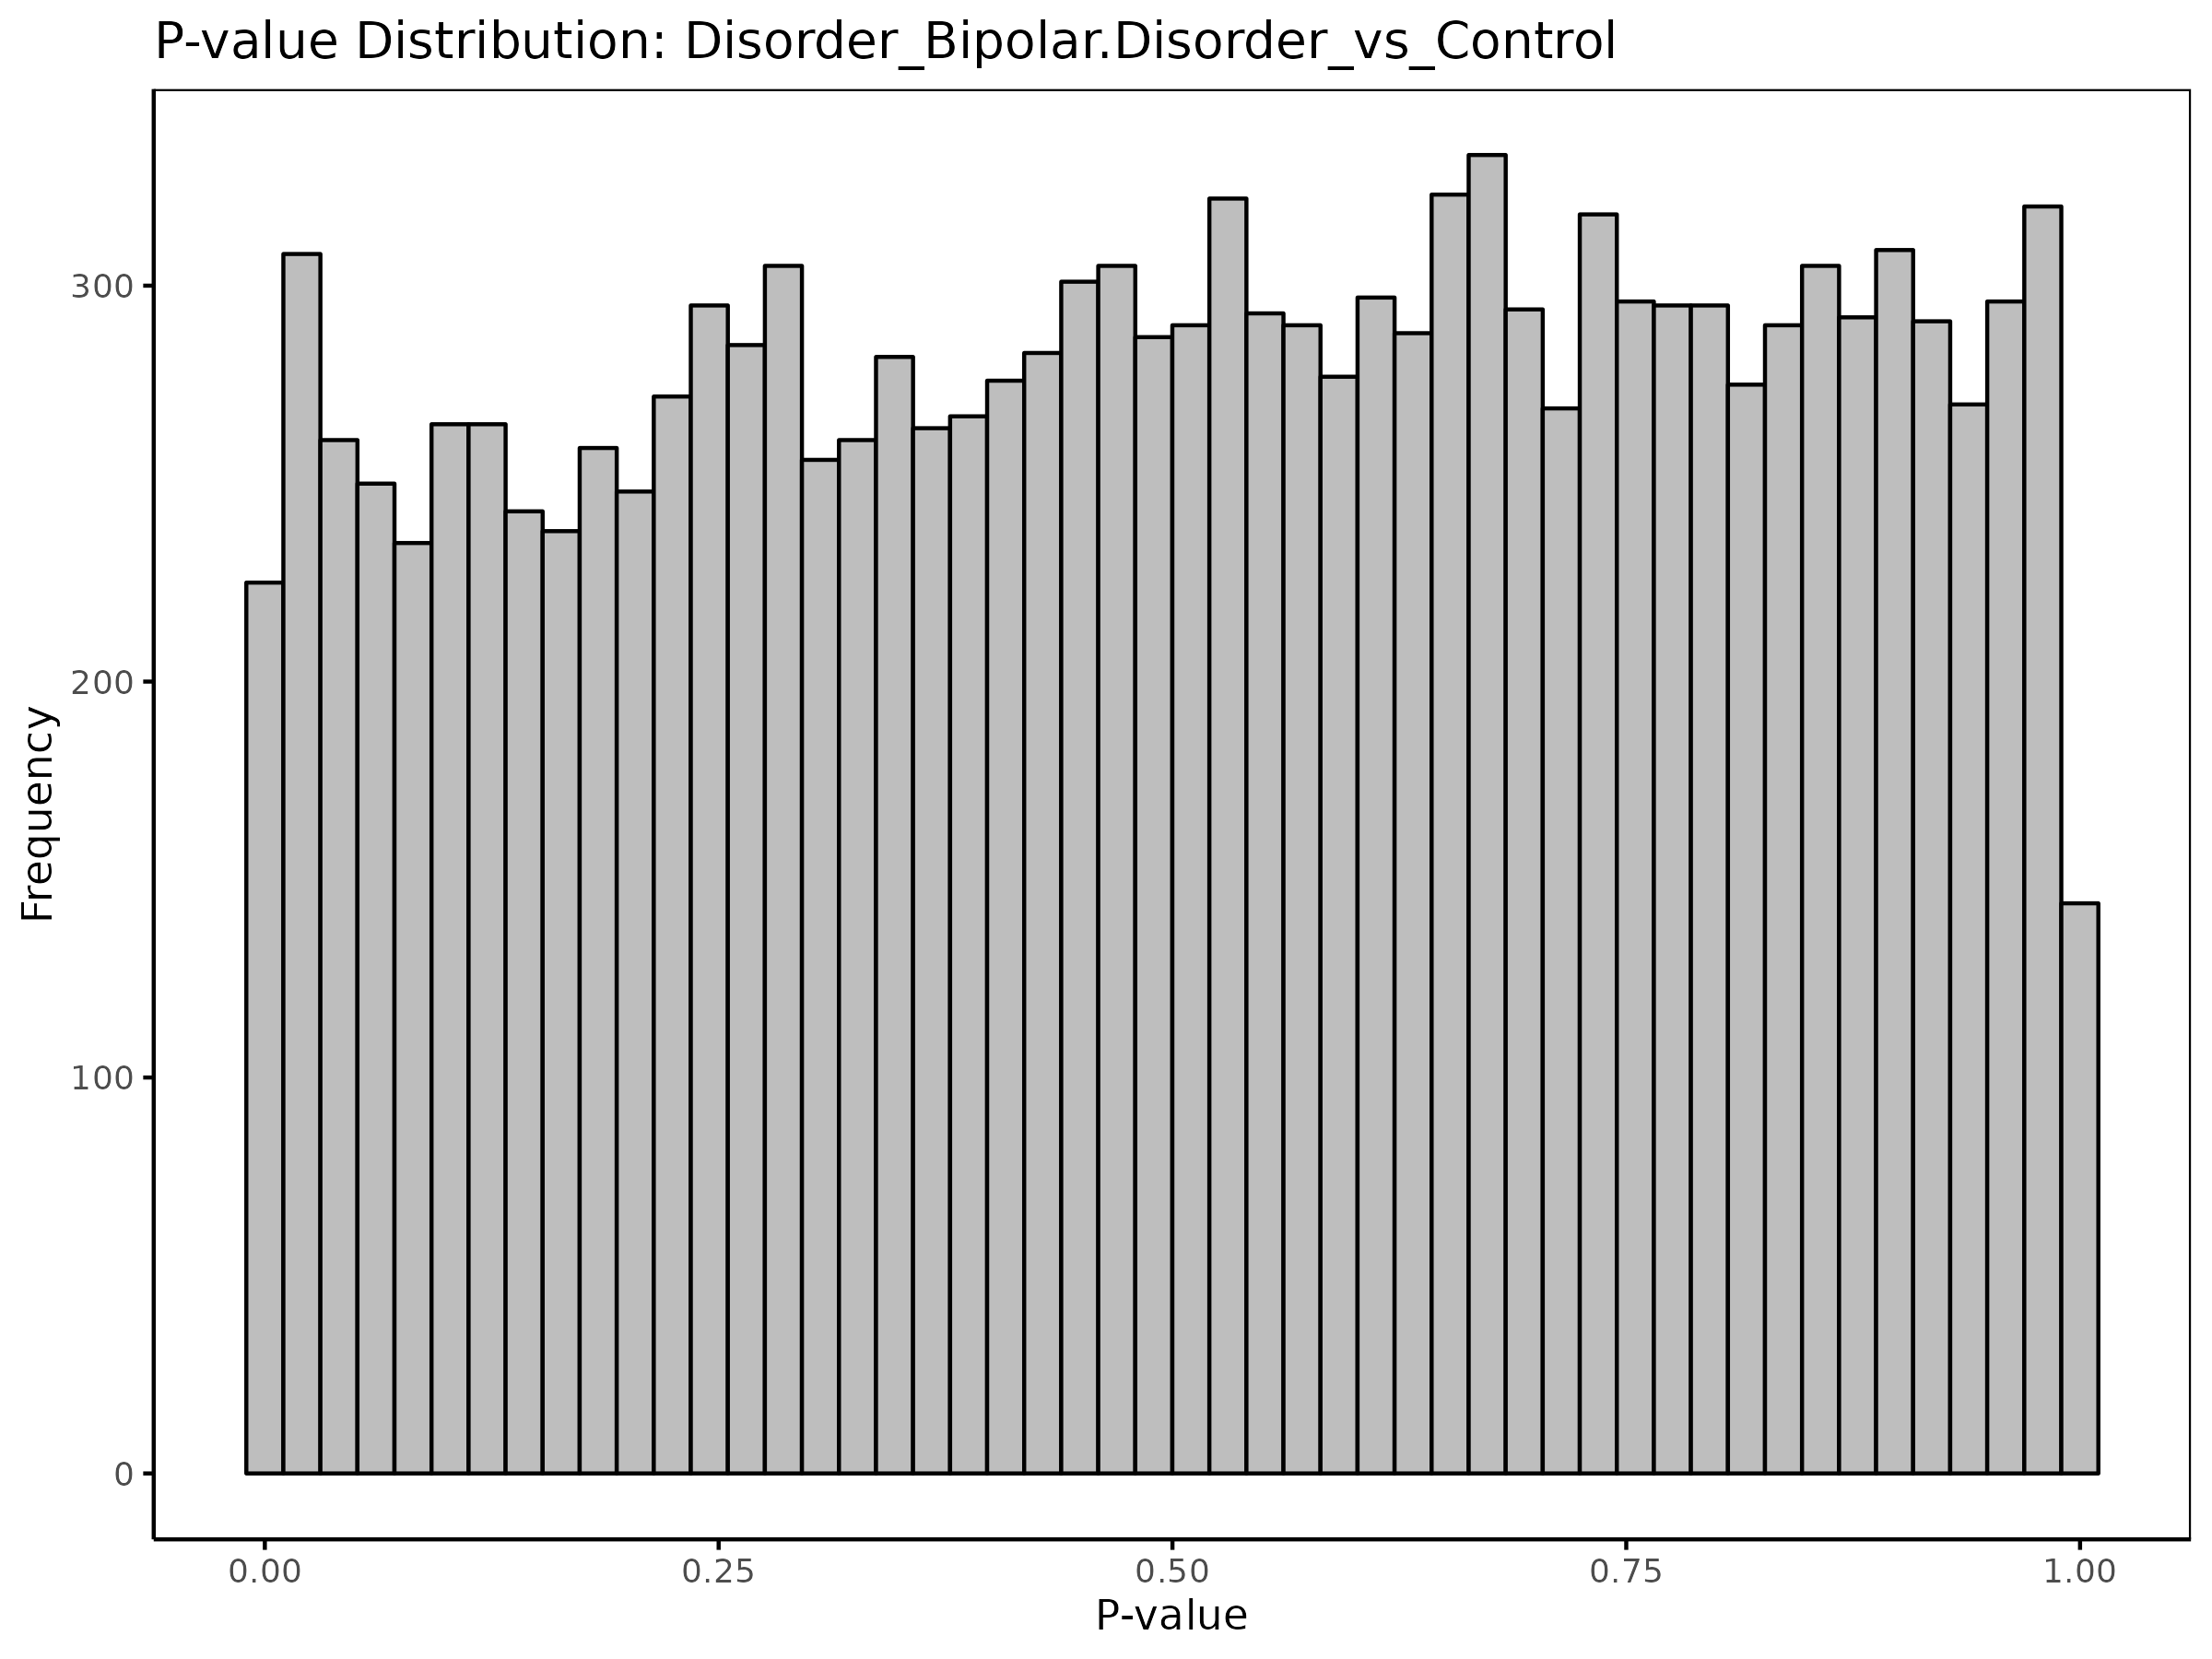 P-value Distribution: Disorder_Bipolar.Disorder_vs_Control
Frequency
300
200
100
0
0.00 0.25 0.50 0.75 1.00
P-value